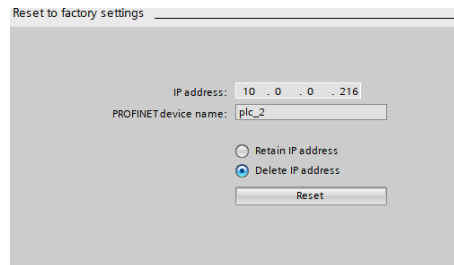 Reset to factory settings
IP address: 10 . 0 . 0 . 216
PROFINET device name: plc_2
Retain IP address
Delete IP address
Reset